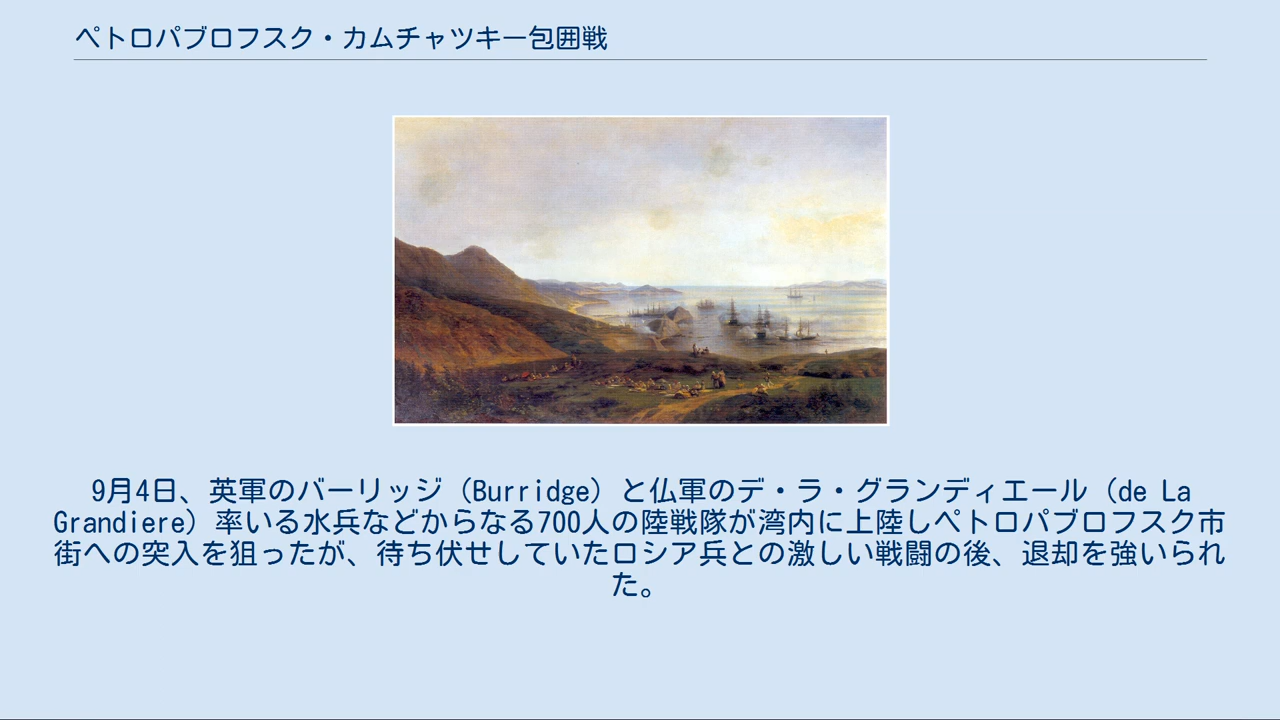 ペトロパブロフスク・カムチャツキー包囲戦
9月4日、英軍のバーリッジ（Burridge）と仏軍のデ・ラ・グランディエール（de La
Grandiere）率いる水兵などからなる700人の陸戦隊が湾内に上陸しペトロパブロフスク市
街への突入を狙ったが、待ち伏せしていたロシア兵との激しい戦闘の後、退却を強いられ
た。